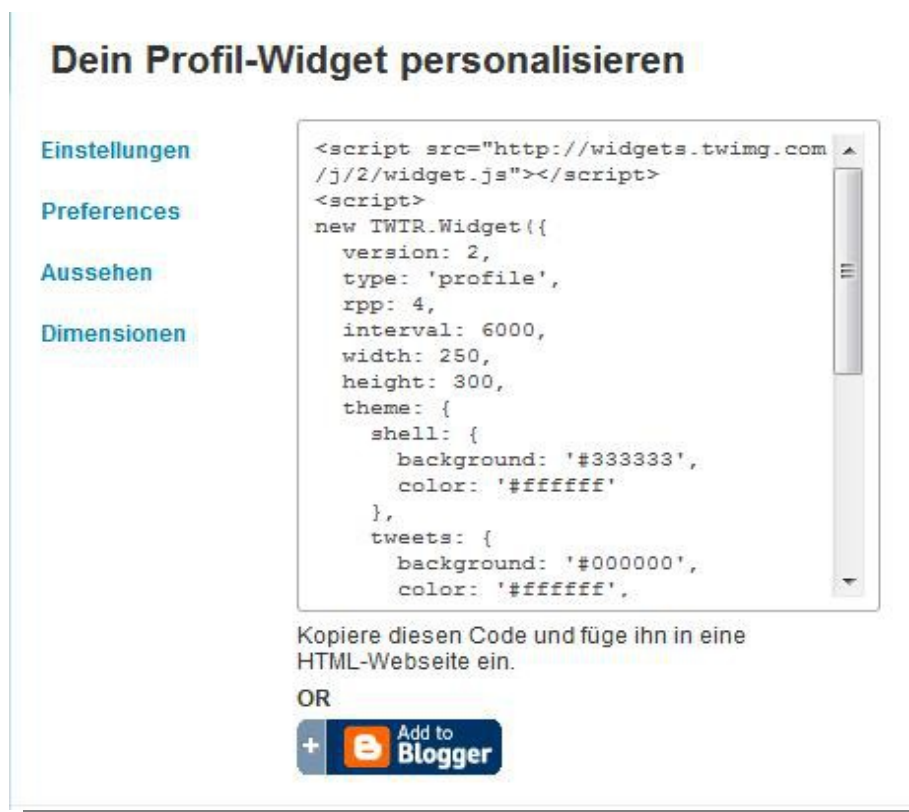 Dein Profil-Widget personalisieren
Einstellungen
Preferences
Aussehen
Dimensionen
<script src="http://widgets.twimg.com
/j/2/widget.js"></script>
<script>
new TWTR.Widget({
  version: 2,
  type: 'profile',
  rpp: 4,
  interval: 6000,
  width: 250,
  height: 300,
  theme: {
    shell: {
      background: '#333333',
      color: '#ffffff'
    },
    tweets: {
      background: '#000000',
      color: '#ffffff',
Kopiere diesen Code und füge ihn in eine
HTML-Webseite ein.
OR
+
Add to
Blogger